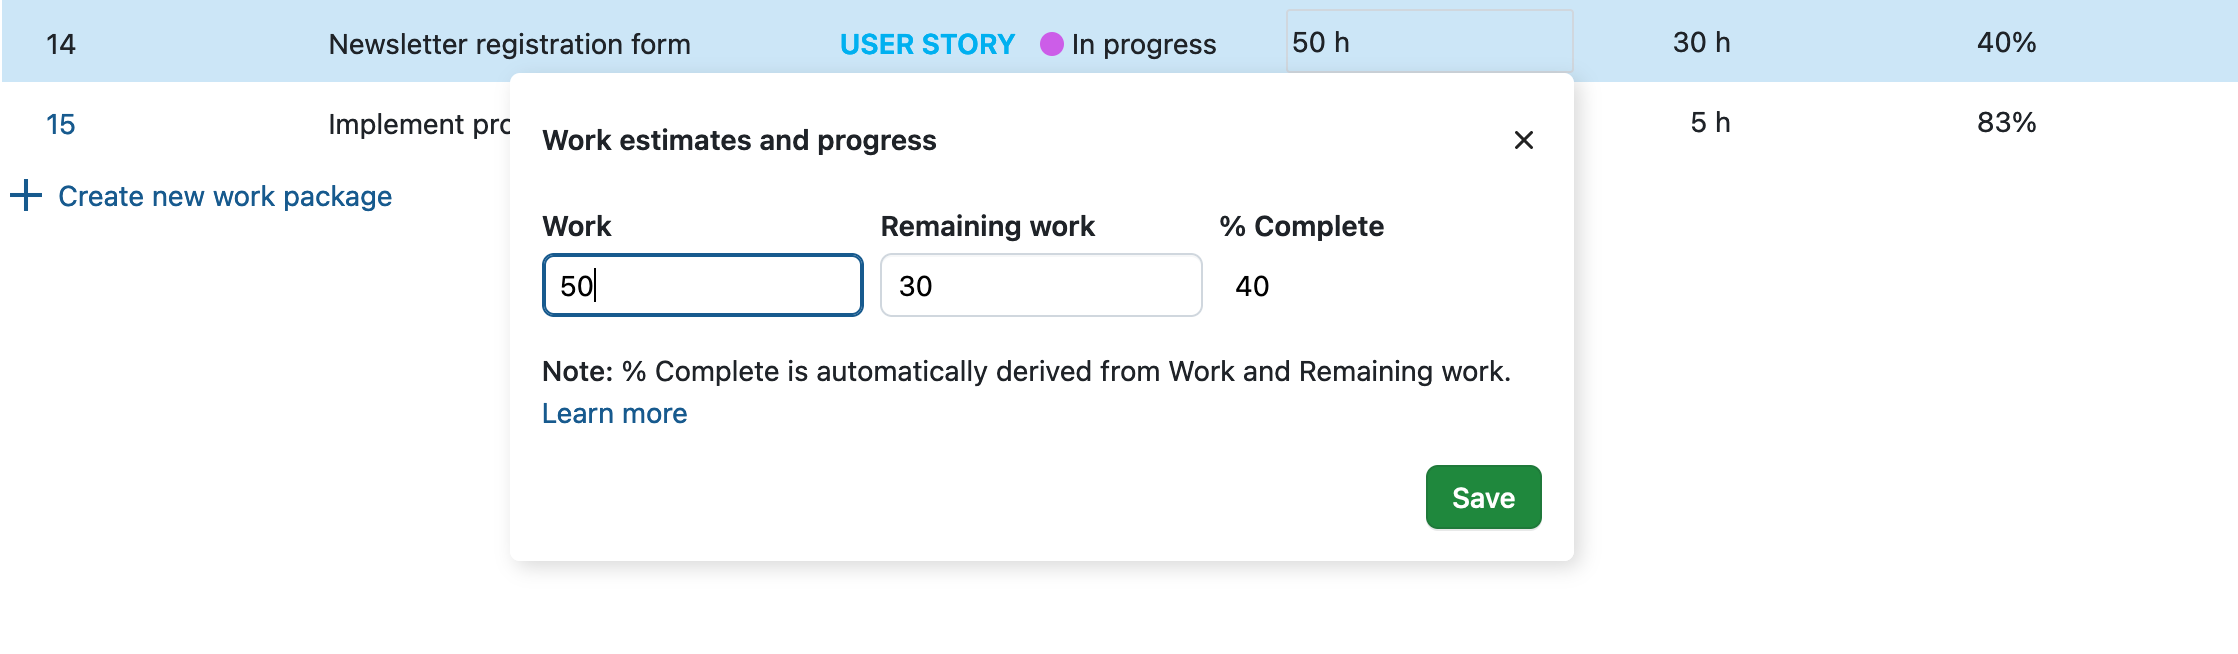 14 Newsletter registration form USER STORY In progress 50 h 30 h 40%
15 Implement 5 h 83%
Create new work package
Work estimates and progress
Work Remaining work % Complete
50 30 40
Note: % Complete is automatically derived from Work and Remaining work.
Learn more
Save